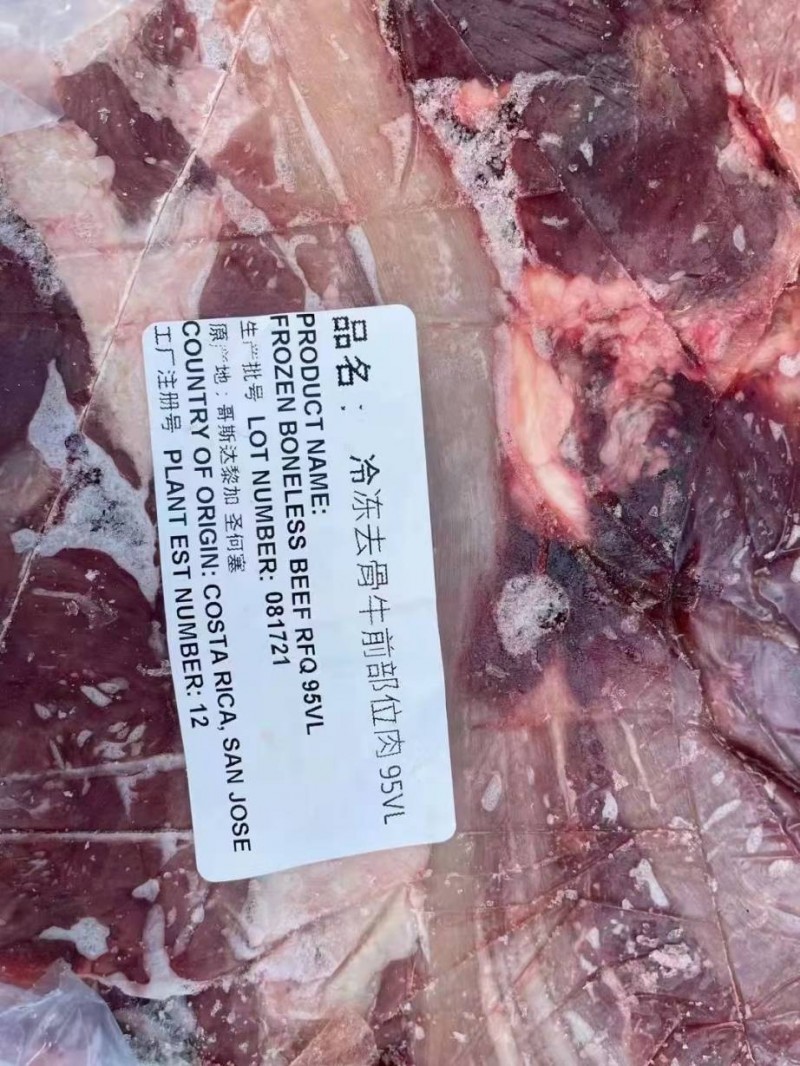 品名： 冷冻去骨牛前部位肉 95VL
PRODUCT NAME:
FROZEN BONELESS BEEF RFQ 95VL
生产批号 LOT NUMBER: 081721
原产地：哥斯达黎加 圣何塞
COUNTRY OF ORIGIN: COSTA RICA, SAN JOSE
工厂注册号 PLANT EST NUMBER: 12